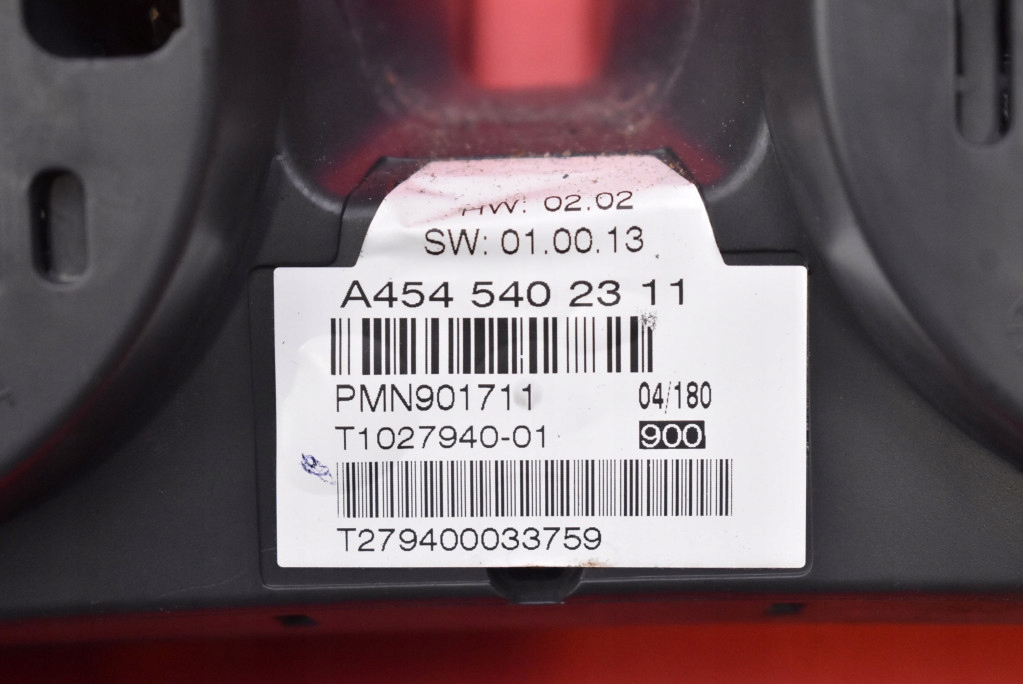 HW: 02.02
SW: 01.00.13
A454 540 23 11
PMN901711 04/180
T1027940-01 900
T279400033759